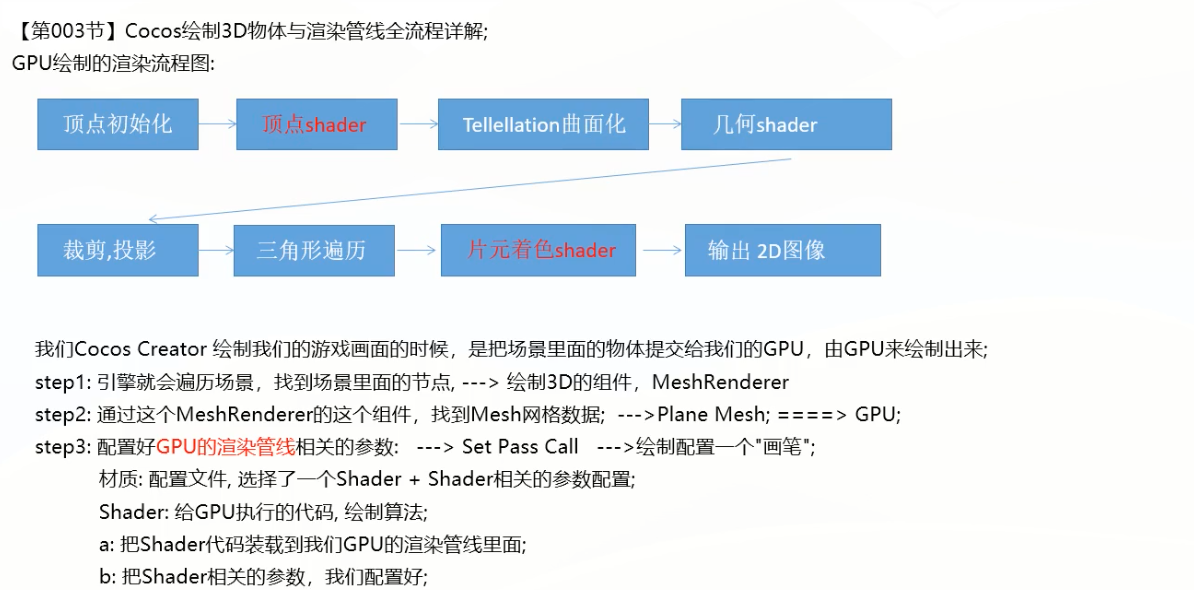 【第003节】Cocos绘制3D物体与渲染管线全流程详解;
GPU绘制的渲染流程图:
顶点初始化
顶点shader
Tellellation曲面化
几何shader
裁剪,投影
三角形遍历
片元着色shader
输出 2D图像
我们Cocos Creator 绘制我们的游戏画面的时候，是把场景里面的物体提交给我们的GPU，由GPU来绘制出来;
step1: 引擎就会遍历场景，找到场景里面的节点, ---> 绘制3D的组件，MeshRenderer
step2: 通过这个MeshRenderer的这个组件，找到Mesh网格数据;  --->Plane Mesh; ====> GPU;
step3: 配置好GPU的渲染管线相关的参数:   ---> Set Pass Call   --->绘制配置一个"画笔";
材质: 配置文件, 选择了一个Shader + Shader相关的参数配置;
Shader: 给GPU执行的代码, 绘制算法;
a: 把Shader代码装载到我们GPU的渲染管线里面;
b: 把Shader相关的参数，我们配置好;